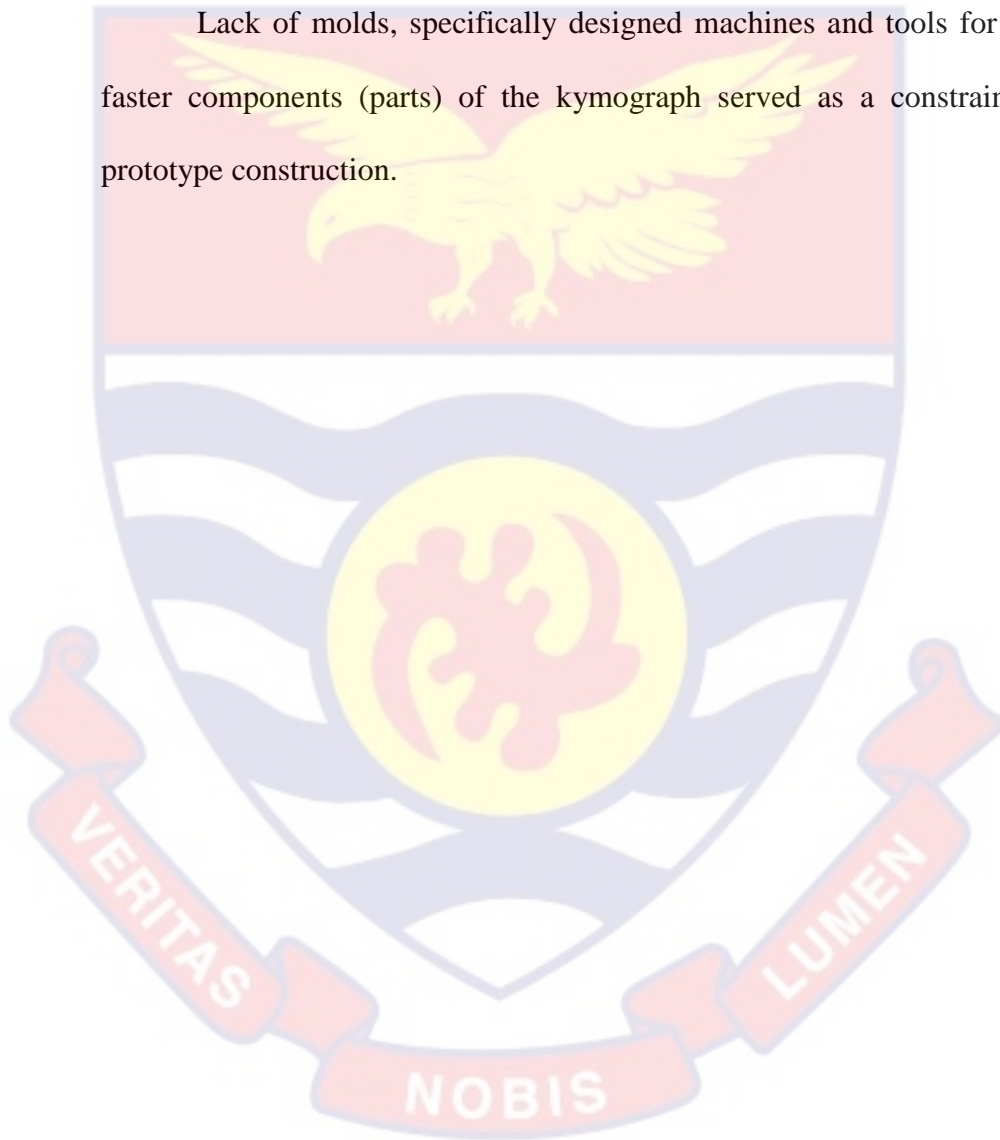 Lack of molds, specifically designed machines and tools for
faster components (parts) of the kymograph served as a
prototype construction.
VERITAS
NOBIS
LUMEN